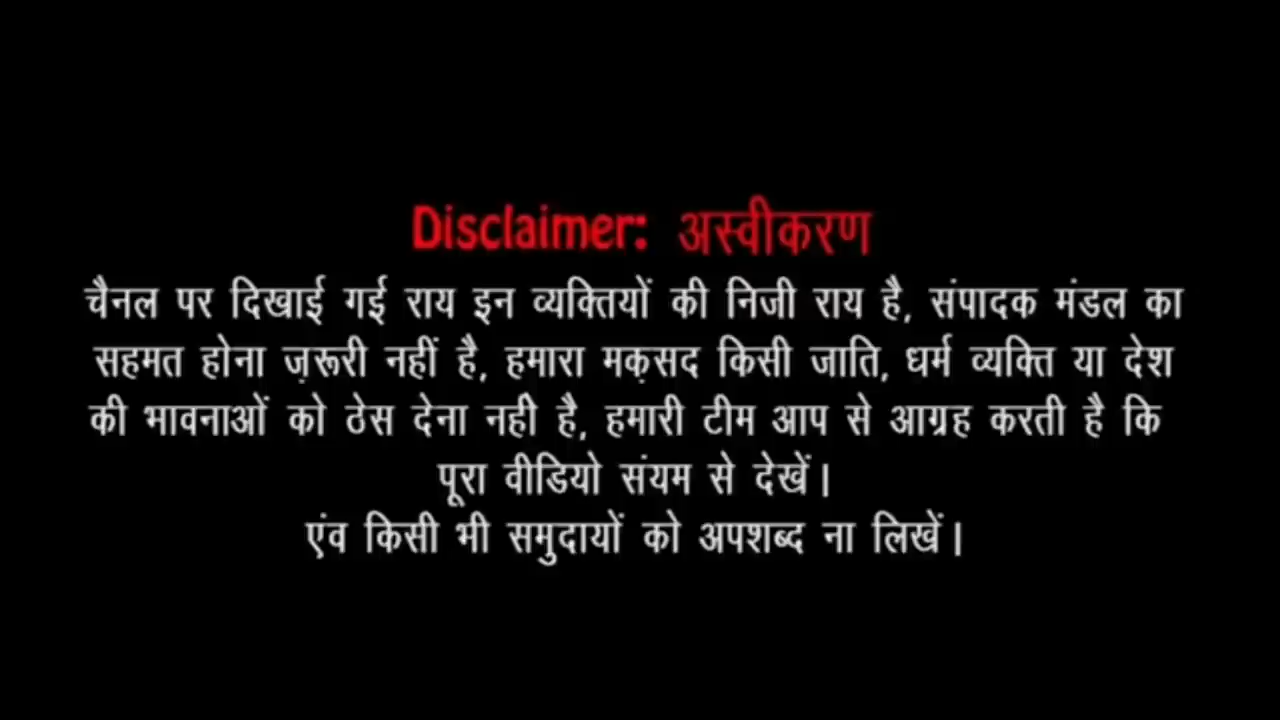 Disclaimer: अस्वीकरण
चैनल पर दिखाई गई राय इन व्यक्तियों की निजी राय है, संपादक मंडल का
सहमत होना ज़रूरी नहीं है, हमारा मक़सद किसी जाति, धर्म व्यक्ति या देश
की भावनाओं को ठेस देना नही है, हमारी टीम आप से आग्रह करती है कि
पूरा वीडियो संयम से देखें।
एंव किसी भी समुदायों को अपशब्द ना लिखें।